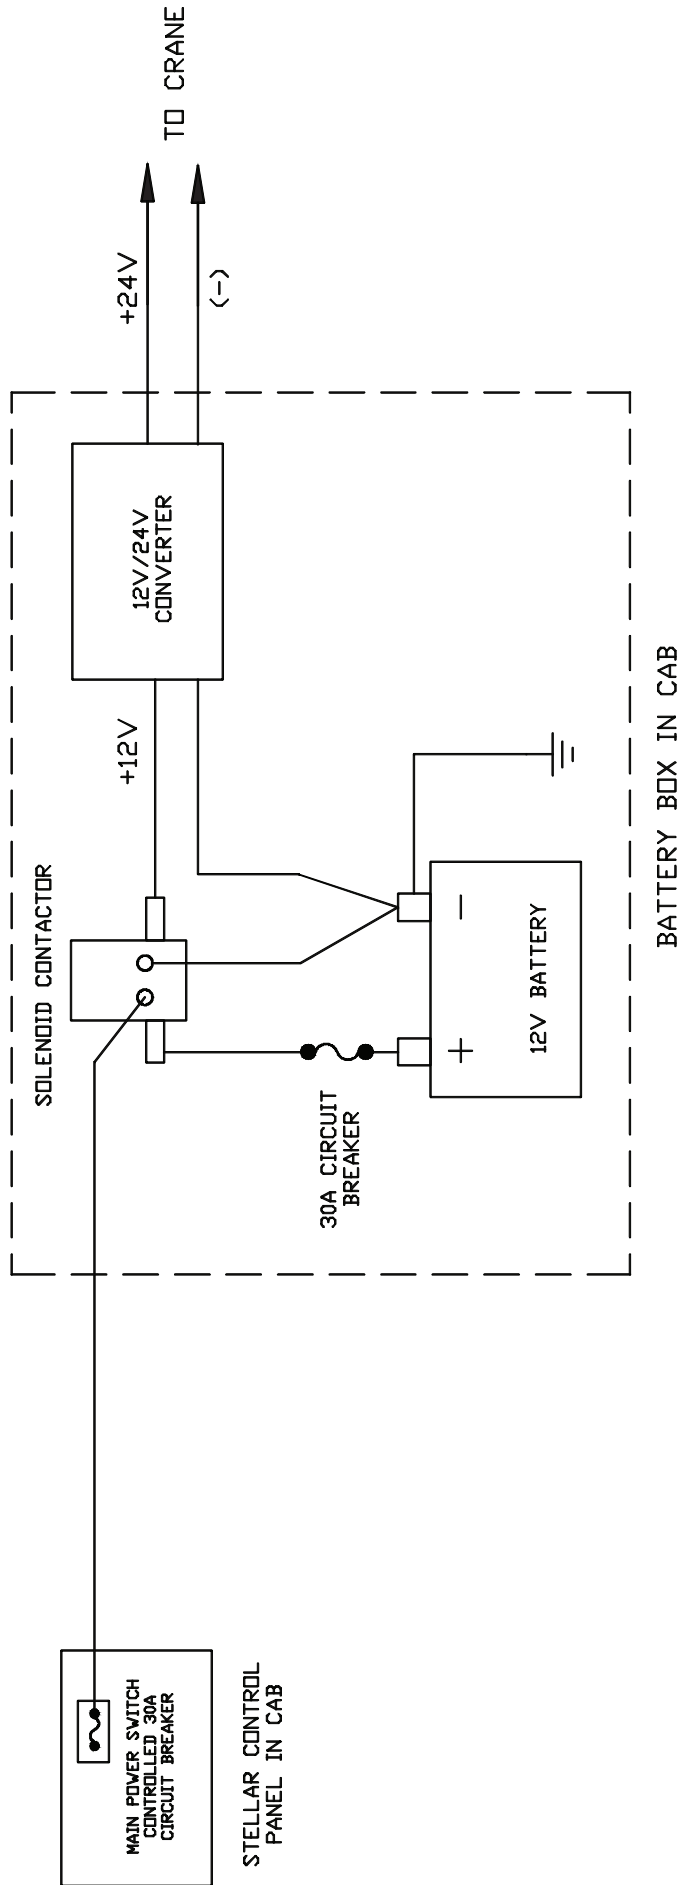 STELLAR CONTROL
PANEL IN CAB
MAIN POWER SWITCH
CONTROLLED 30A
CIRCUIT BREAKER
SOLENOID CONTACTOR
30A CIRCUIT
BREAKER
+
−
12V BATTERY
+12V
12V/24V
CONVERTER
+24V
(-)
TO CRANE
BATTERY BOX IN CAB